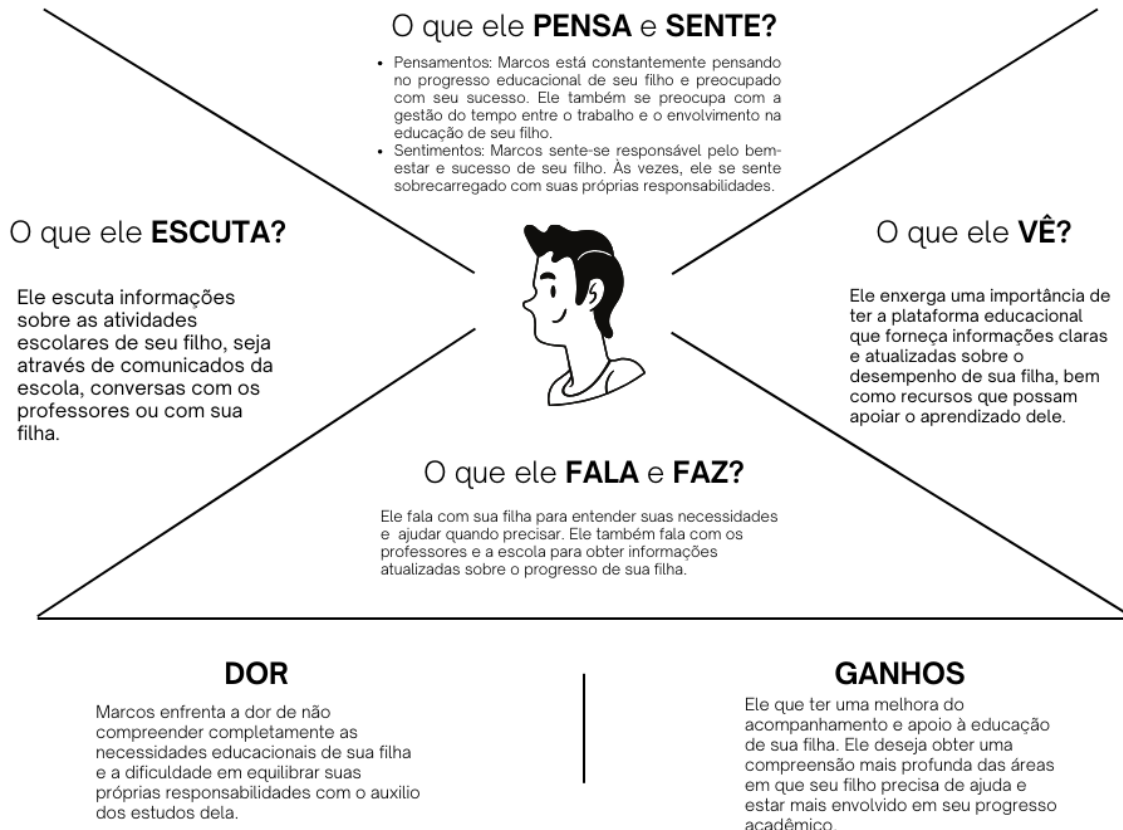 O que ele PENSA e SENTE?
• Pensamentos: Marcos está constantemente pensando
no progresso educacional de seu filho e preocupado
com seu sucesso. Ele também se preocupa com a
gestão do tempo entre o trabalho e o envolvimento na
educação de seu filho.
• Sentimentos: Marcos sente-se responsável pelo bem-
estar e sucesso de seu filho. Às vezes, ele se sente
sobrecarregado com suas próprias responsabilidades.
O que ele ESCUTA?
Ele escuta informações
sobre as atividades
escolares de seu filho, seja
através de comunicados da
escola, conversas com os
professores ou com sua
filha.
O que ele VÊ?
Ele enxerga uma importância de
ter a plataforma educacional
que forneça informações claras
e atualizadas sobre o
desempenho de sua filha, bem
como recursos que possam
apoiar o aprendizado dele.
O que ele FALA e FAZ?
Ele fala com sua filha para entender suas necessidades
e ajudar quando precisar. Ele também fala com os
professores e a escola para obter informações
atualizadas sobre o progresso de sua filha.
DOR
Marcos enfrenta a dor de não
compreender completamente as
necessidades educacionais de sua filha
e a dificuldade em equilibrar suas
próprias responsabilidades com o auxilio
dos estudos dela.
GANHOS
Ele que ter uma melhora do
acompanhamento e apoio à educação
de sua filha. Ele deseja obter uma
compreensão mais profunda das áreas
em que seu filho precisa de ajuda e
estar mais envolvido em seu progresso
acadêmico.